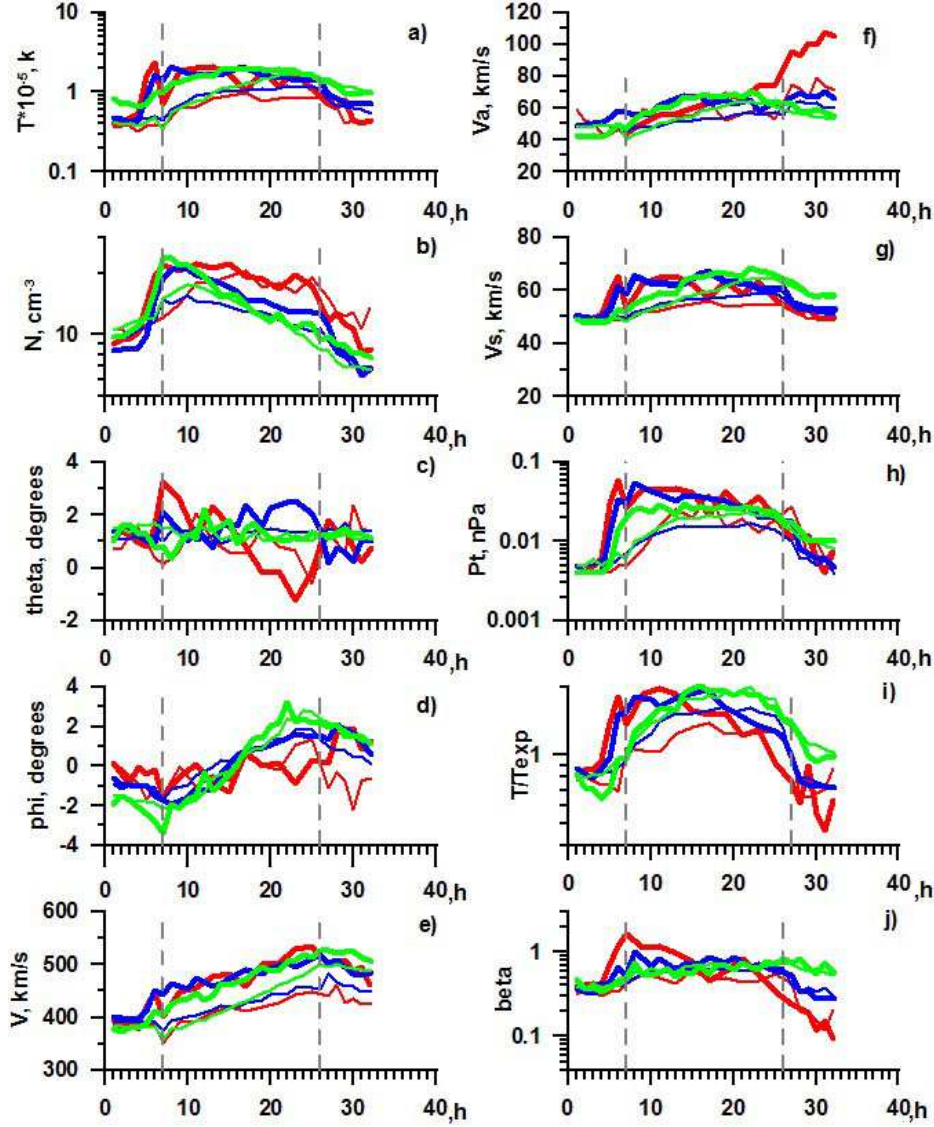 a)
T*10-5, k
10
1
0.1
0 10 20 30 40,h
b)
N, cm-3
10
0 10 20 30 40,h
c)
theta, degrees
4
2
0
-2
0 10 20 30 40,h
d)
phi, degrees
4
2
0
-2
-4
0 10 20 30 40,h
e)
V, km/s
600
500
400
300
0 10 20 30 40,h
f)
Va, km/s
120
100
80
60
40
20
0 10 20 30 40,h
g)
Vs, km/s
80
60
40
20
0 10 20 30 40,h
h)
Pt, nPa
0.1
0.01
0.001
0 10 20 30 40,h
i)
T/Texp
1
0 10 20 30 40,h
j)
beta
1
0.1
0 10 20 30 40,h